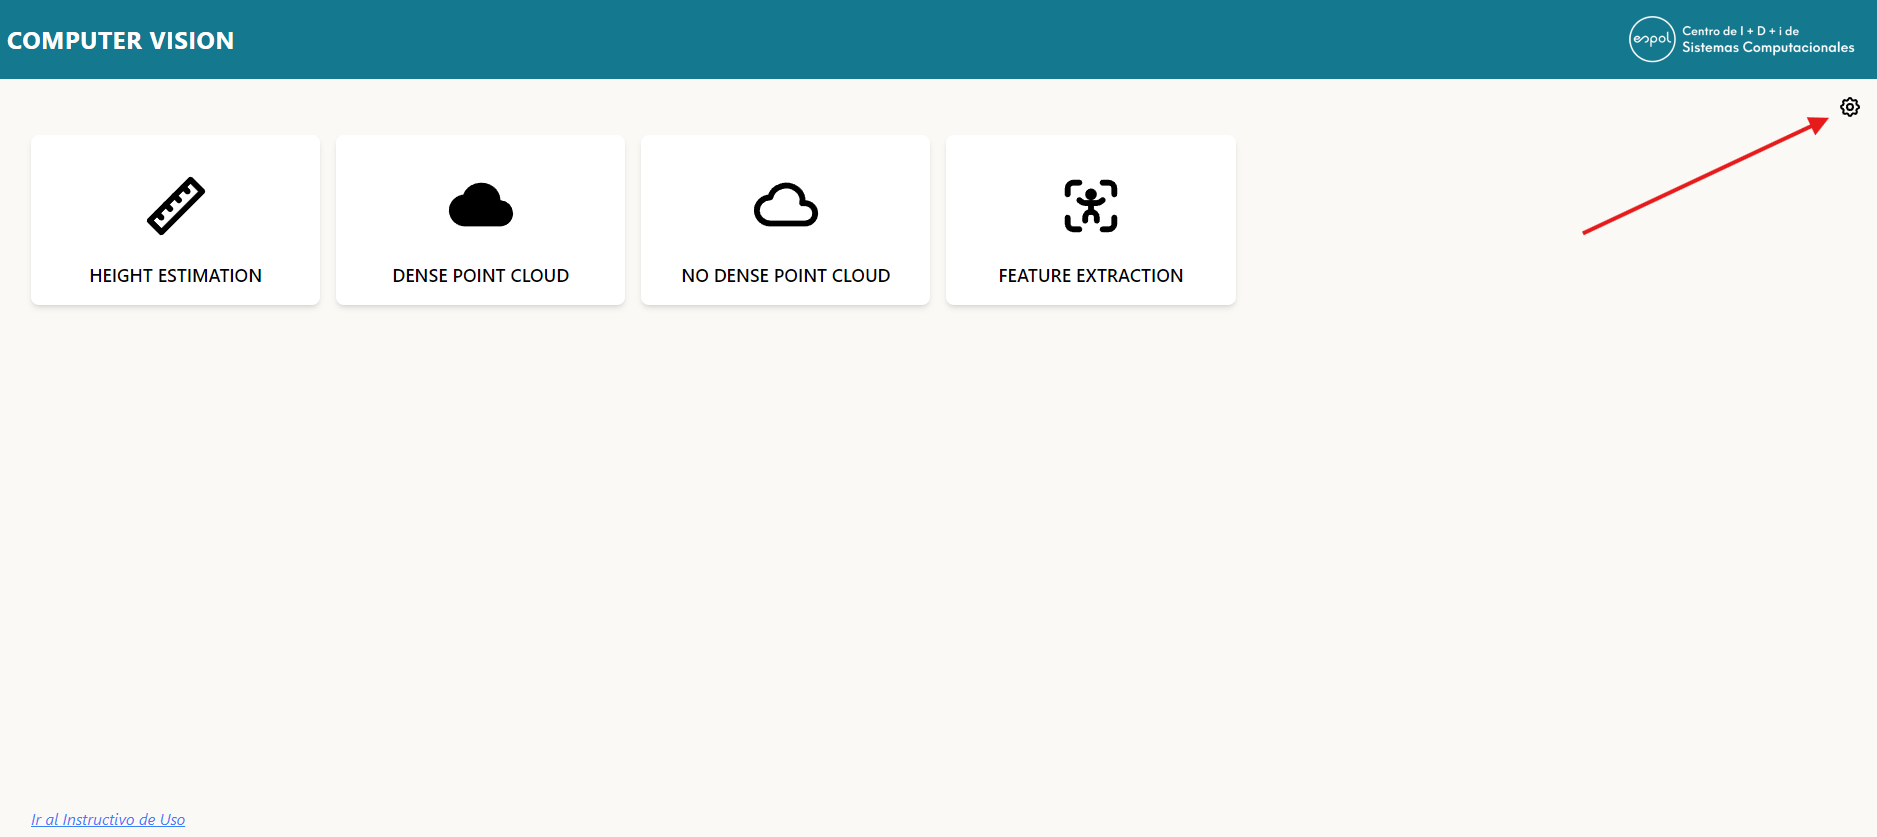 COMPUTER VISION
espol
Centro de I + D + i de
Sistemas Computacionales
HEIGHT ESTIMATION
DENSE POINT CLOUD
NO DENSE POINT CLOUD
FEATURE EXTRACTION
Ir al Instructivo de Uso